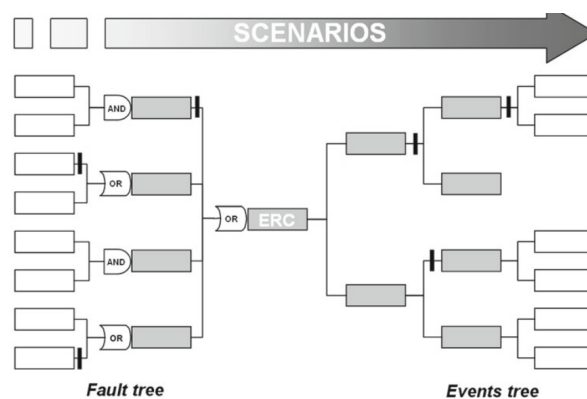 SCENARIOS
AND
OR
OR
ERC
AND
OR
Fault tree
Events tree